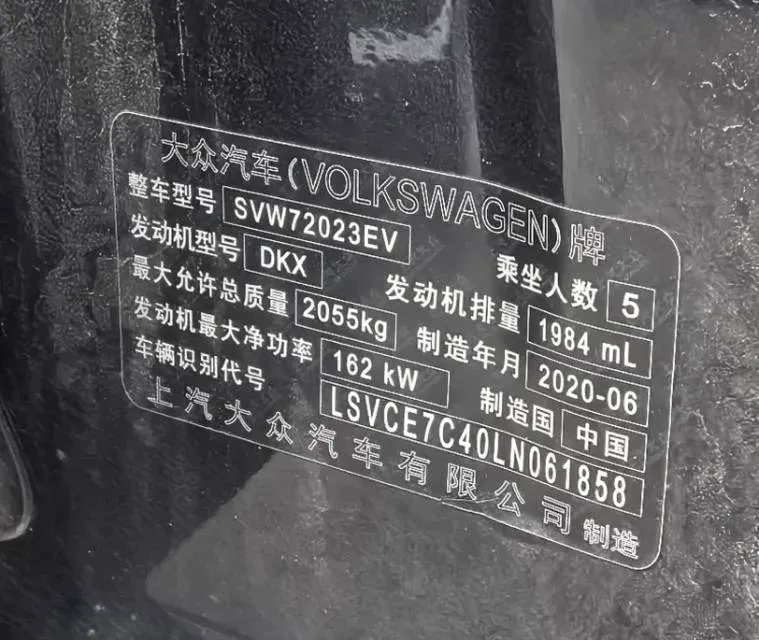 大众汽车(VOLKSWAGEN)牌
整车型号 SVW72023EV 乘坐人数 5
发动机型号 DKX 发动机排量 1984 mL
最大允许总质量 2055kg 制造年月 2020-06
发动机最大净功率 162 kW 制造国 中国
车辆识别代号 LSVCE7C40LN061858
上汽大众汽车有限公司制造